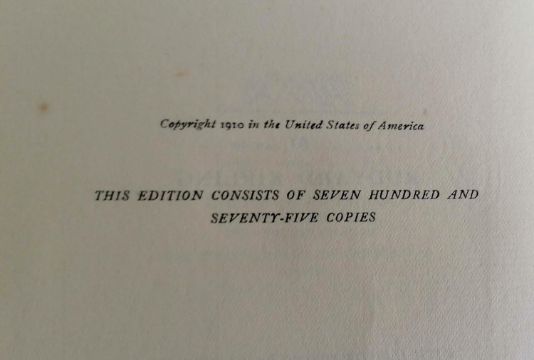 Copyright 1910 in the United States of America
THIS EDITION CONSISTS OF SEVEN HUNDRED AND
SEVENTY-FIVE COPIES